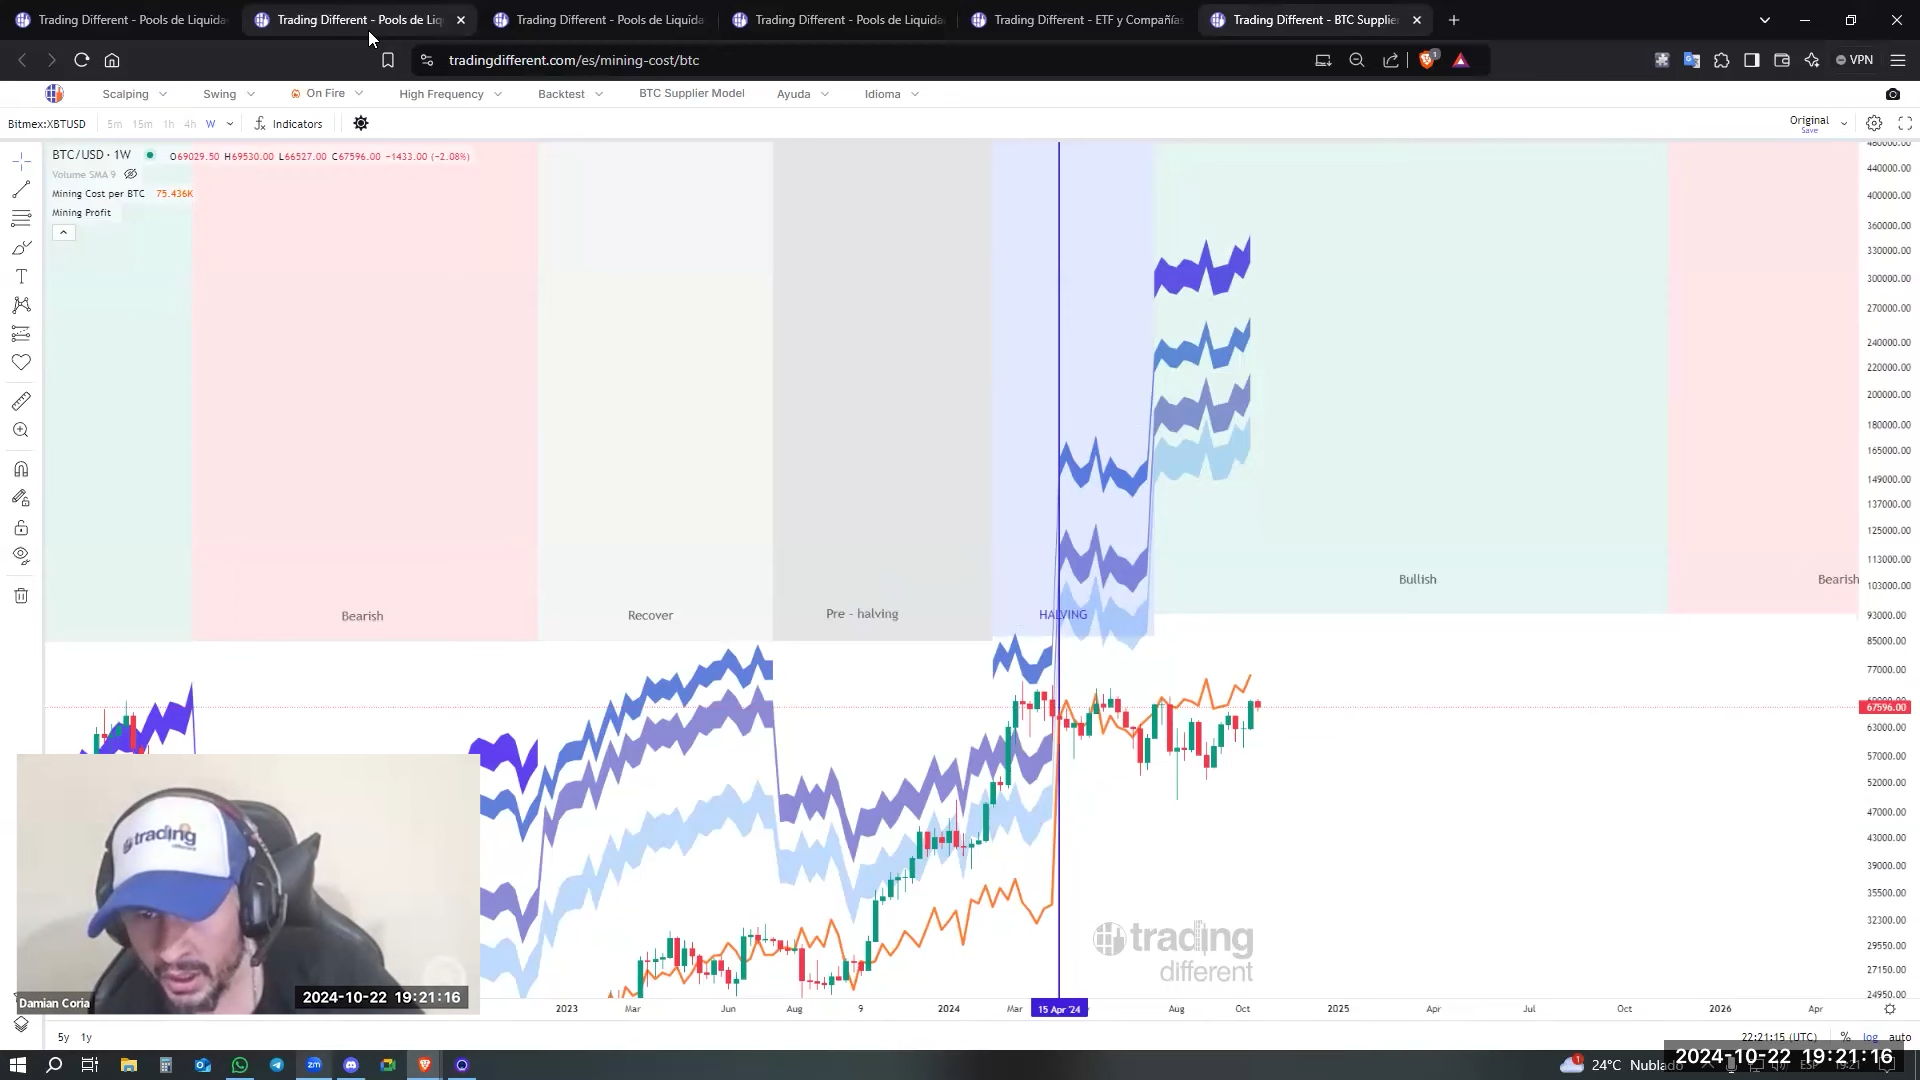 Trading Different - Pools de Liquida
Trading Different - Pools de Liq
Trading Different - Pools de Liquida
Trading Different - Pools de Liquida
Trading Different - ETF y Compañías
Trading Different - BTC Supplier
tradingdifferent.com/es/mining-cost/btc
1
VPN
Scalping
Swing
On Fire
High Frequency
Backtest
BTC Supplier Model
Ayuda
Idioma
Bitmex:XBTUSD
5m 15m 1h 4h W
Indicators
Original
Save
BTC/USD · 1W
O69029.50 H69530.00 L66527.00 C67596.00 −1433.00 (−2.08%)
Volume SMA 9
Mining Cost per BTC 75.436K
Mining Profit
480000.00
440000.00
400000.00
360000.00
330000.00
300000.00
270000.00
240000.00
220000.00
200000.00
180000.00
165000.00
149000.00
137000.00
125000.00
113000.00
103000.00
93000.00
85000.00
77000.00
67596.00
63000.00
57000.00
52000.00
47000.00
43000.00
39000.00
35500.00
32300.00
29550.00
27150.00
24950.00
Bearish
Recover
Pre - halving
HALVING
Bullish
Bearish
trading
different
trading
different
Damian Coria
2024-10-22 19:21:16
2023
Mar
Jun
Aug
9
2024
Mar
15 Apr '24
Aug
Oct
2025
Apr
Jul
Oct
2026
Apr
5y 1y
22:21:15 (UTC)
%
log
auto
zm
1
24°C Nublado
2024-10-22 19:21:16